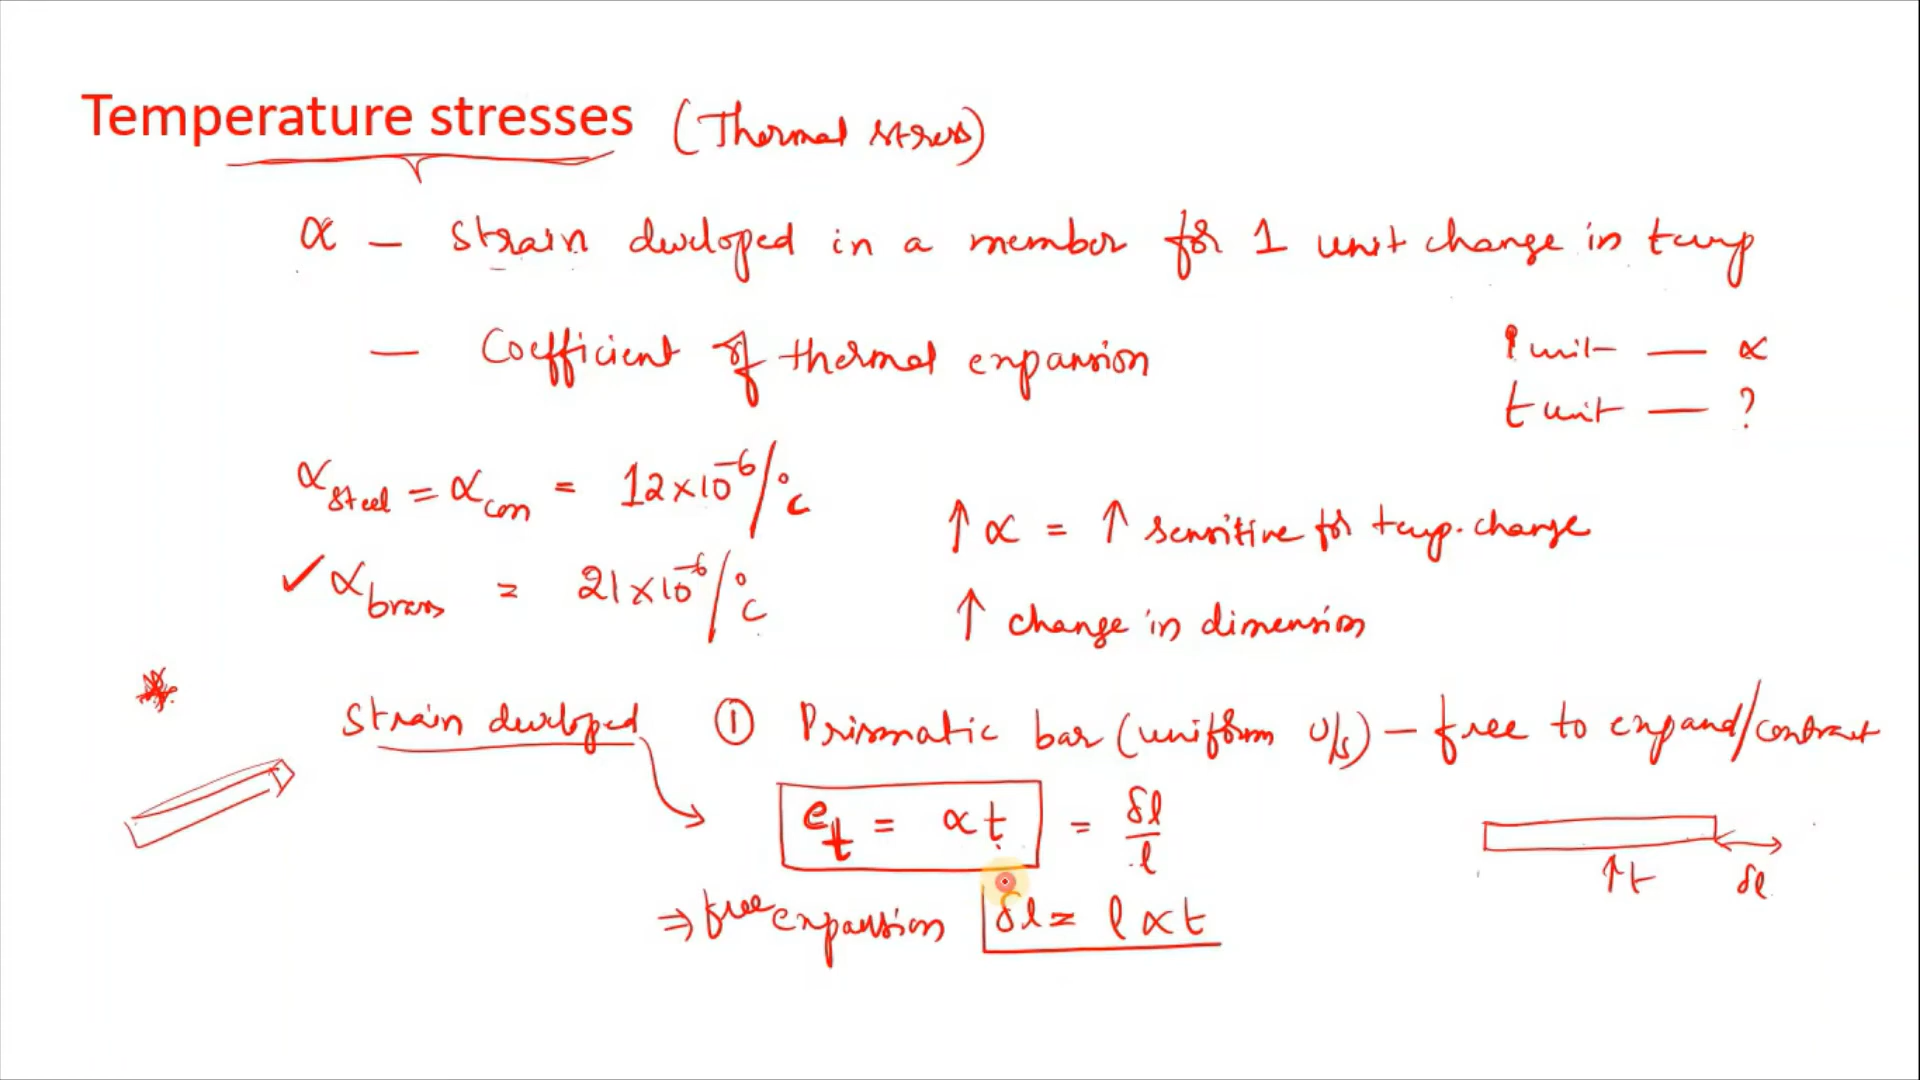 Temperature stresses (Thermal stress)
α – strain developed in a member for 1 unit change in temp
– Coefficient of thermal expansion
1 unit — α
t unit — ?
α steel = α con = 12×10⁻⁶/°c
↑ α = ↑ sensitive for temp. change
✓ α brass = 21×10⁻⁶/°c
↑ change in dimension
Strain developed ① Prismatic bar (uniform c/s) – free to expand/contract
e_t = αt = δl/l
↑t δl
⇒ free expansion δl = l α t